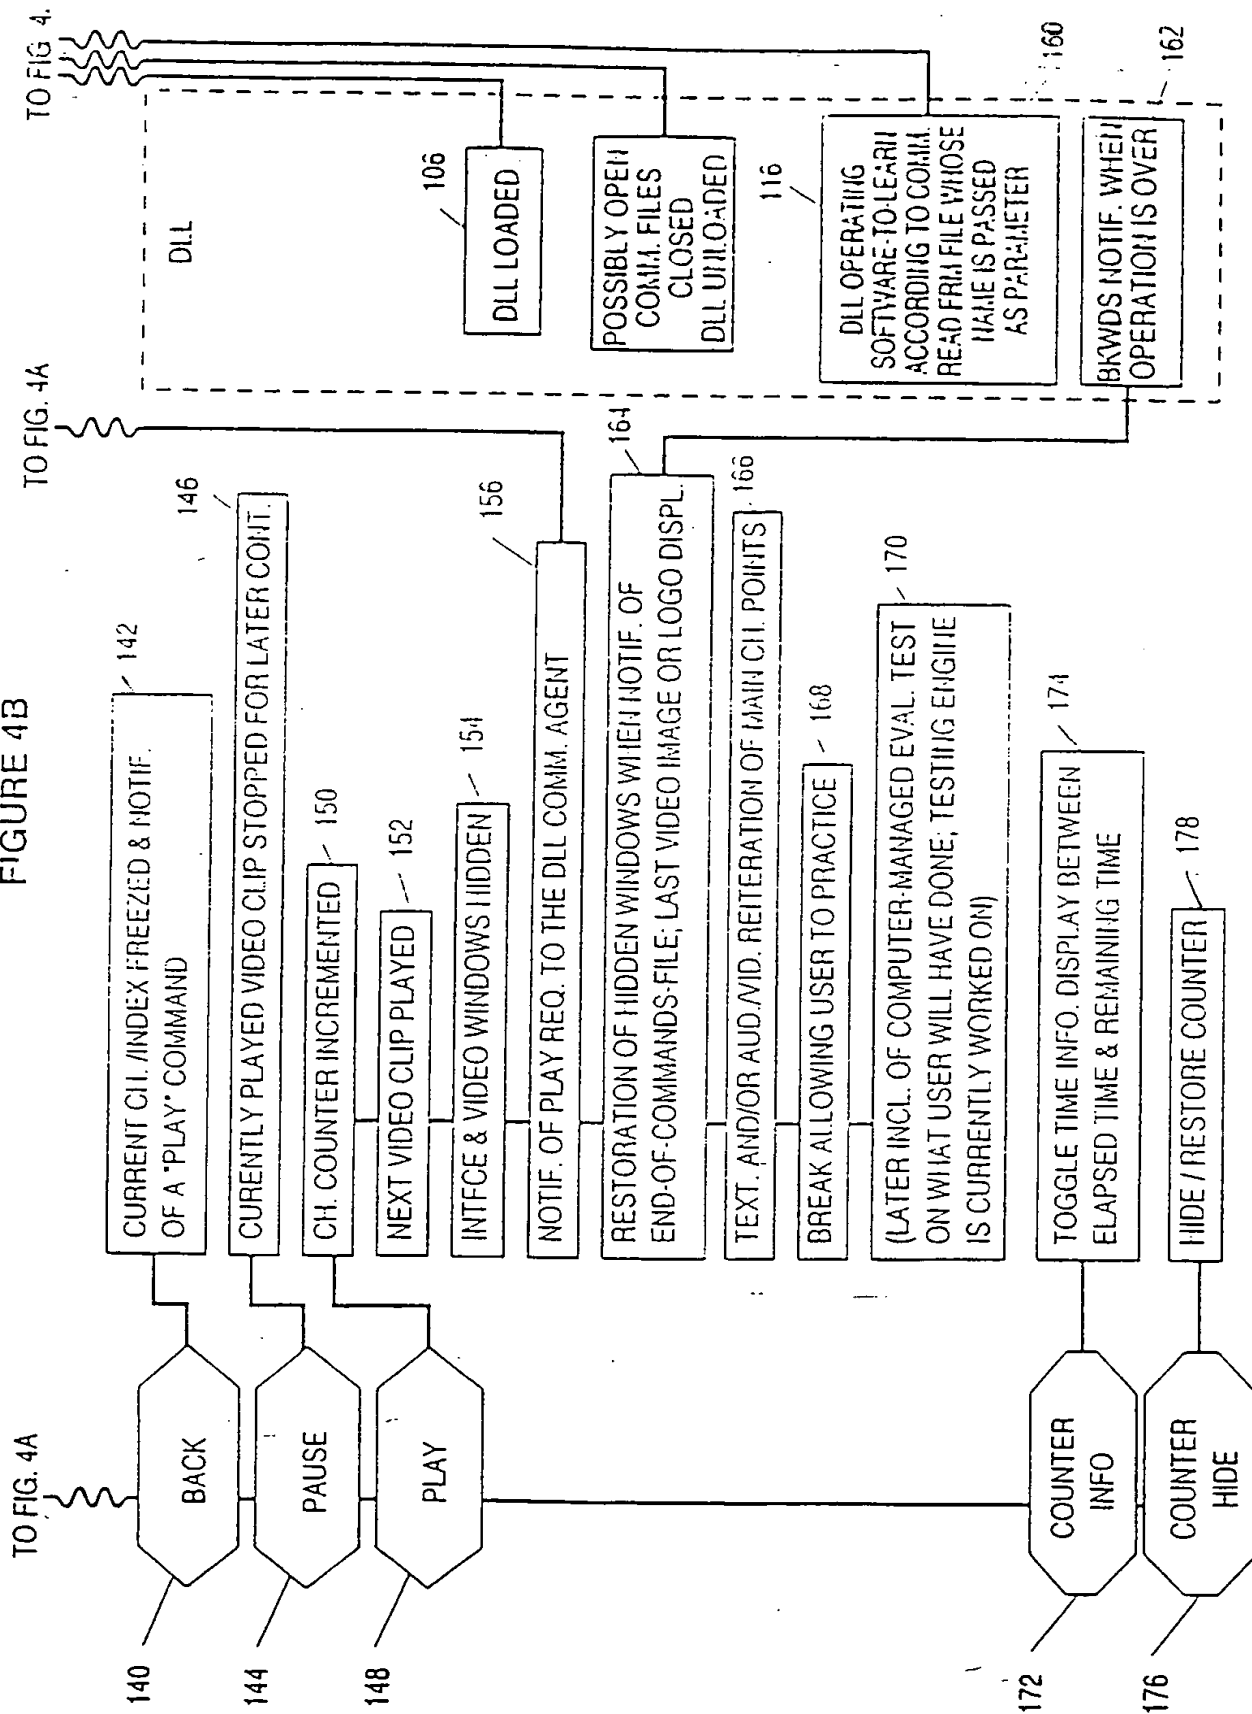 FIGURE 4B
TO FIG. 4A
TO FIG. 4A
TO FIG 4.
140
BACK
142
CURRENT CH./INDEX FREEZED & NOTIF.
OF A "PLAY" COMMAND
144
PAUSE
146
CURENTLY PLAYED VIDEO CLIP STOPPED FOR LATER CONT.
148
PLAY
150
CH. COUNTER INCREMENTED
152
NEXT VIDEO CLIP PLAYED
154
INTFCE & VIDEO WINDOWS HIDDEN
156
NOTIF. OF PLAY REQ. TO THE DLL COMM. AGENT
164
RESTORATION OF HIDDEN WINDOWS WHEN NOTIF. OF
END-OF-COMMANDS-FILE; LAST VIDEO IMAGE OR LOGO DISPL.
166
TEXT. AND/OR AUD./VID. REITERATION OF MAIN CH. POINTS
168
BREAK ALLOWING USER TO PRACTICE
170
(LATER INCL. OF COMPUTER-MANAGED EVAL. TEST
ON WHAT USER WILL HAVE DONE; TESTING ENGINE
IS CURRENTLY WORKED ON)
172
COUNTER
INFO
174
TOGGLE TIME INFO. DISPLAY BETWEEN
ELAPSED TIME & REMAINING TIME
176
COUNTER
HIDE
178
HIDE / RESTORE COUNTER
DLL
106
DLL LOADED
POSSIBLY OPEN
COMM. FILES
CLOSED
DLL UNLOADED
116
DLL OPERATING
SOFTWARE-TO-LEARN
ACCORDING TO COMM.
READ FRM FILE WHOSE
NAME IS PASSED
AS PARAMETER
160
BKWDS NOTIF. WHEN
OPERATION IS OVER
162